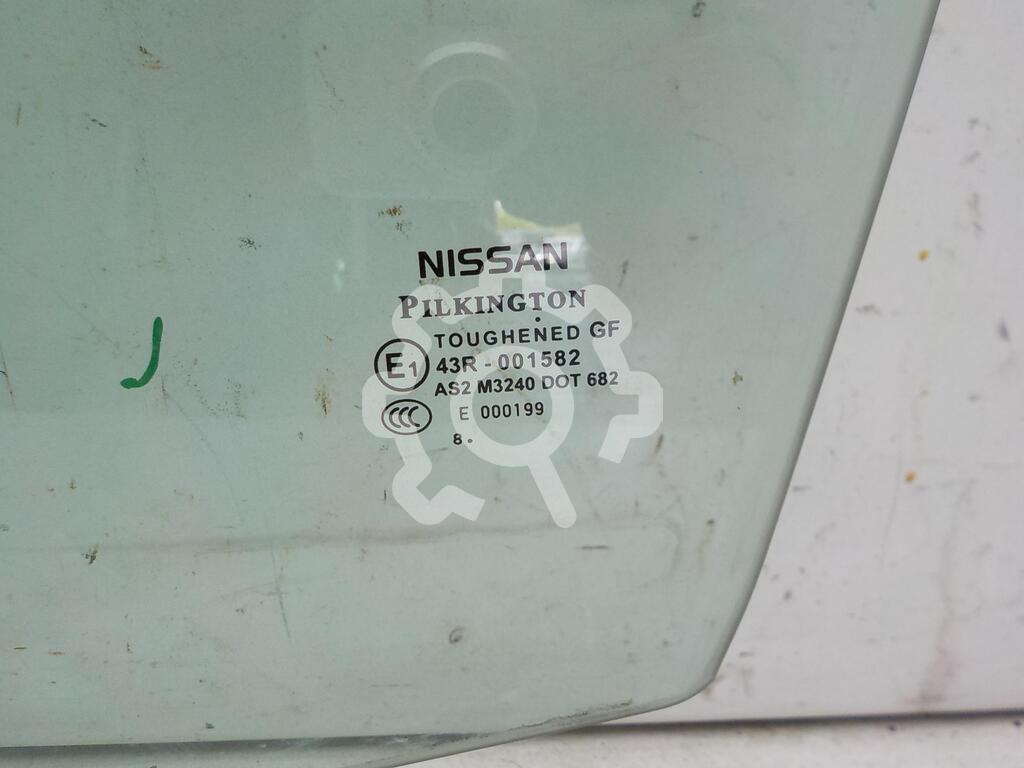 NISSAN
PILKINGTON
TOUGHENED GF
E1 43R - 001582
AS2 M3240 DOT 682
CCC E 000199
8.